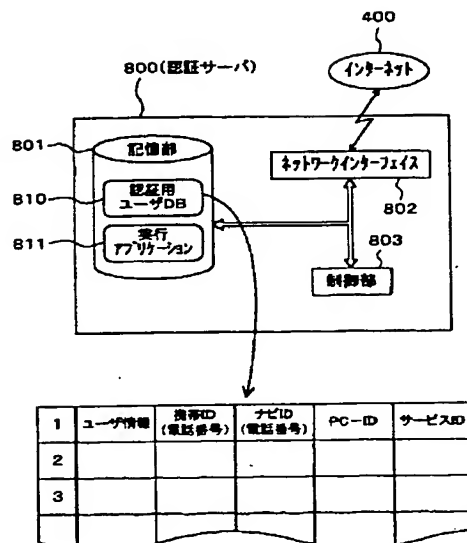 400
インターネット
800(認証サーバ)
801
記憶部
810
認証用
ユーザDB
811
実行
アプリケーション
ネットワークインターフェイス
802
803
制御部
1 ユーザ情報 携帯ID (電話番号) ナビID (電話番号) PC-ID サービスID
2
3